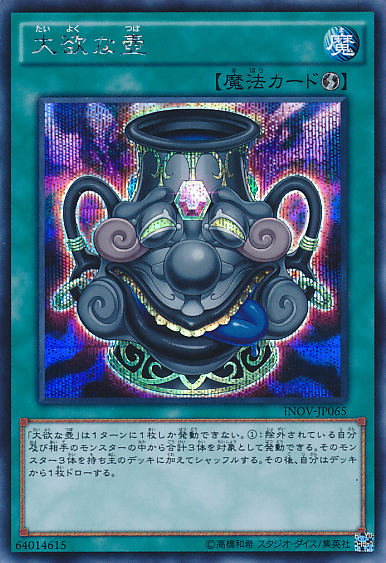 大欲な壺
魔
【魔法カード】
INOV-JP065
「大欲な壺」は1ターンに1枚しか発動できない。①：除外されている自分
及び相手のモンスターの中から合計3体を対象として発動できる。そのモン
スター3体を持ち主のデッキに加えてシャッフルする。その後、自分はデッキ
から1枚ドローする。
64014615
©高橋和希 スタジオ・ダイス/集英社